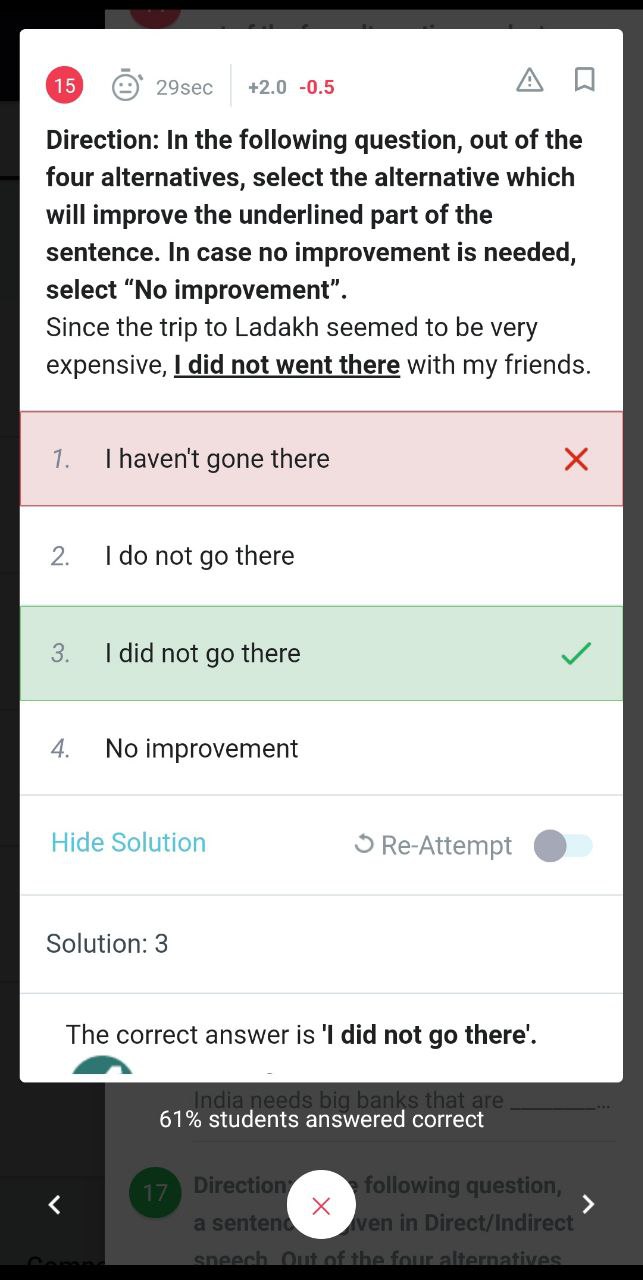 15 29sec +2.0 -0.5
Direction: In the following question, out of the
four alternatives, select the alternative which
will improve the underlined part of the
sentence. In case no improvement is needed,
select “No improvement”.
Since the trip to Ladakh seemed to be very
expensive, I did not went there with my friends.
1. I haven't gone there
2. I do not go there
3. I did not go there
4. No improvement
Hide Solution Re-Attempt
Solution: 3
The correct answer is 'I did not go there'.
India needs big banks that are ________...
61% students answered correct
17 Direction: following question,
a sentence given in Direct/Indirect
speech. Out of the four alternatives